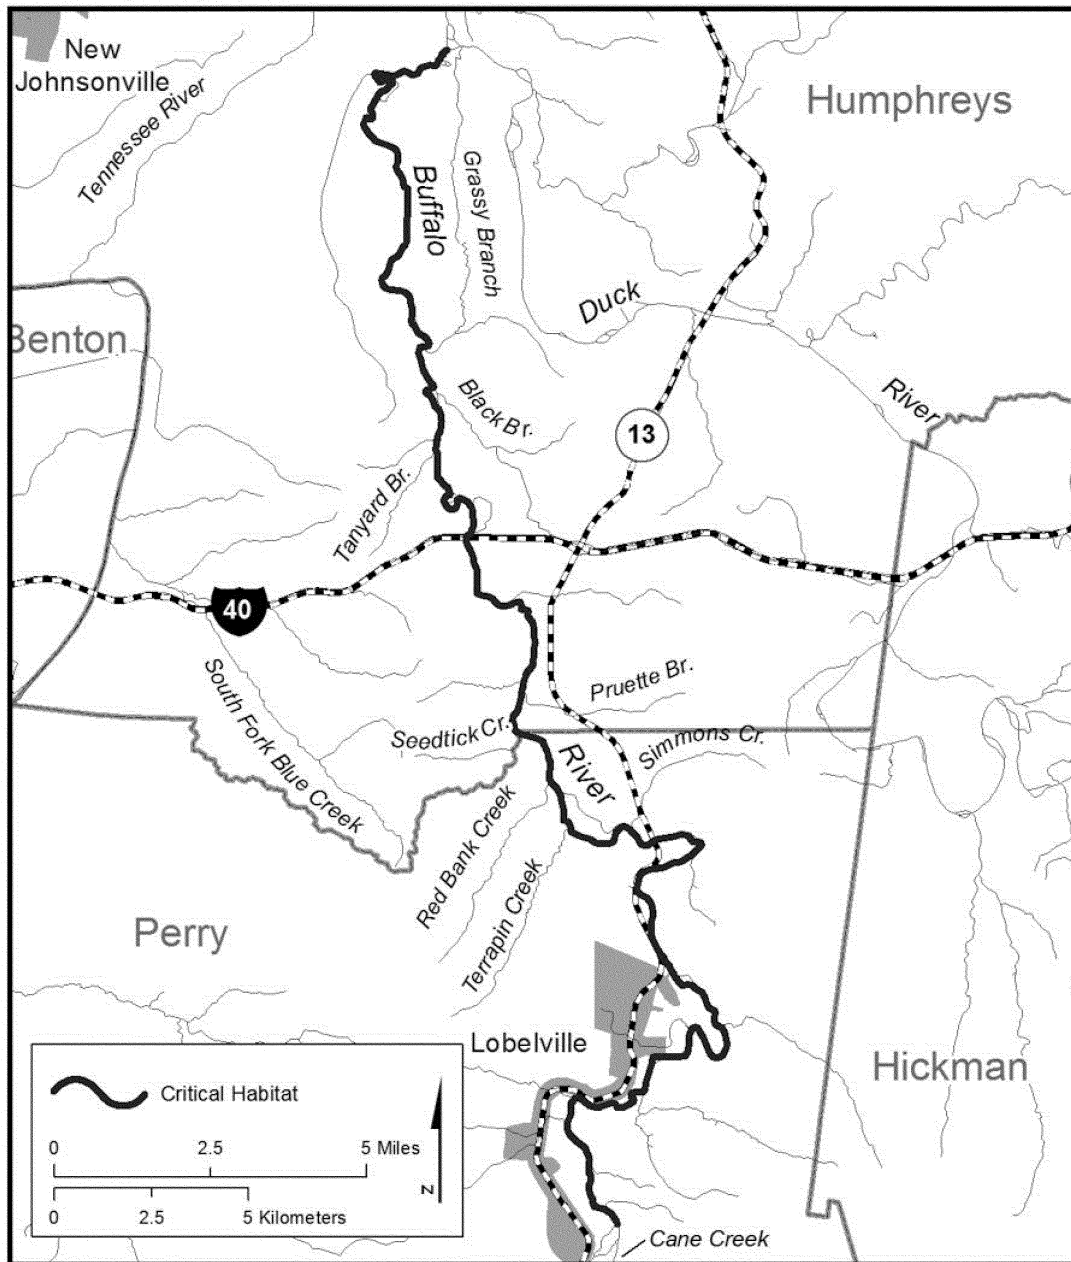 New
Johnsonville
Tennessee River
Humphreys
Buffalo
Grassy Branch
Duck
Benton
River
Black Br.
13
Tanyard Br.
40
South Fork Blue Creek
Pruette Br.
Seedtick Cr.
River
Simmons Cr.
Red Bank Creek
Terrapin Creek
Perry
Lobelville
Hickman
Critical Habitat
0 2.5 5 Miles
N
0 2.5 5 Kilometers
Cane Creek